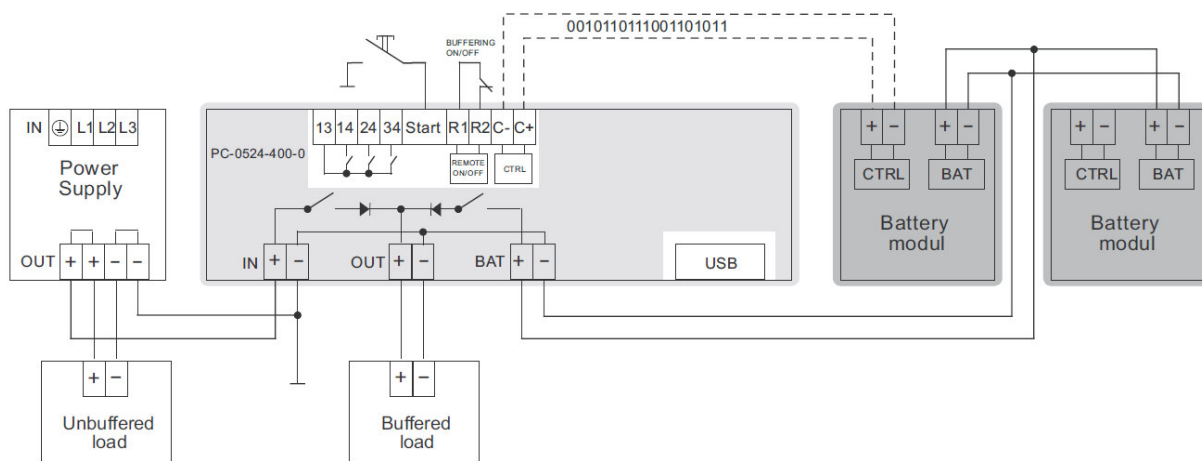 0010110111001101011
BUFFERING
ON/OFF
IN L1 L2 L3
Power
Supply
OUT + + − −
PC-0524-400-0
13 14 24 34 Start R1 R2 C- C+
REMOTE
ON/OFF
CTRL
IN + −
OUT + −
BAT + −
USB
+ − + −
CTRL BAT
Battery
modul
+ − + −
CTRL BAT
Battery
modul
+ −
Unbuffered
load
+ −
Buffered
load